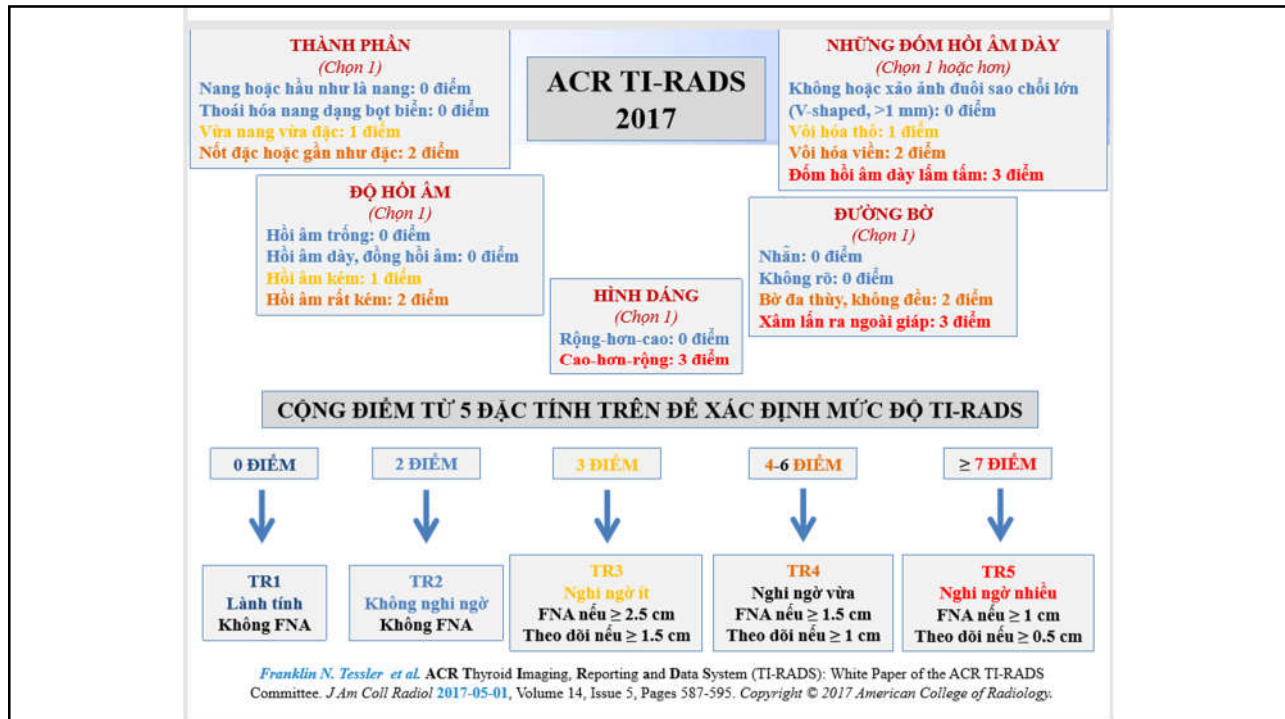 THÀNH PHẦN
(Chọn 1)
Nang hoặc hầu như là nang: 0 điểm
Thoái hóa nang dạng bọt biển: 0 điểm
Vừa nang vừa đặc: 1 điểm
Nốt đặc hoặc gần như đặc: 2 điểm
ACR TI-RADS
2017
NHỮNG ĐỐM HỒI ÂM DÀY
(Chọn 1 hoặc hơn)
Không hoặc xảo ảnh đuôi sao chổi lớn
(V-shaped, >1 mm): 0 điểm
Vôi hóa thô: 1 điểm
Vôi hóa viền: 2 điểm
Đốm hồi âm dày lấm tấm: 3 điểm
ĐỘ HỒI ÂM
(Chọn 1)
Hồi âm trống: 0 điểm
Hồi âm dày, đồng hồi âm: 0 điểm
Hồi âm kém: 1 điểm
Hồi âm rất kém: 2 điểm
ĐƯỜNG BỜ
(Chọn 1)
Nhẵn: 0 điểm
Không rõ: 0 điểm
Bờ đa thùy, không đều: 2 điểm
Xâm lấn ra ngoài giáp: 3 điểm
HÌNH DÁNG
(Chọn 1)
Rộng-hơn-cao: 0 điểm
Cao-hơn-rộng: 3 điểm
CỘNG ĐIỂM TỪ 5 ĐẶC TÍNH TRÊN ĐỂ XÁC ĐỊNH MỨC ĐỘ TI-RADS
0 ĐIỂM
2 ĐIỂM
3 ĐIỂM
4-6 ĐIỂM
≥ 7 ĐIỂM
TR1
Lành tính
Không FNA
TR2
Không nghi ngờ
Không FNA
TR3
Nghi ngờ ít
FNA nếu ≥ 2.5 cm
Theo dõi nếu ≥ 1.5 cm
TR4
Nghi ngờ vừa
FNA nếu ≥ 1.5 cm
Theo dõi nếu ≥ 1 cm
TR5
Nghi ngờ nhiều
FNA nếu ≥ 1 cm
Theo dõi nếu ≥ 0.5 cm
Franklin N. Tessler et al. ACR Thyroid Imaging, Reporting and Data System (TI-RADS): White Paper of the ACR TI-RADS
Committee. J Am Coll Radiol 2017-05-01, Volume 14, Issue 5, Pages 587-595. Copyright © 2017 American College of Radiology.